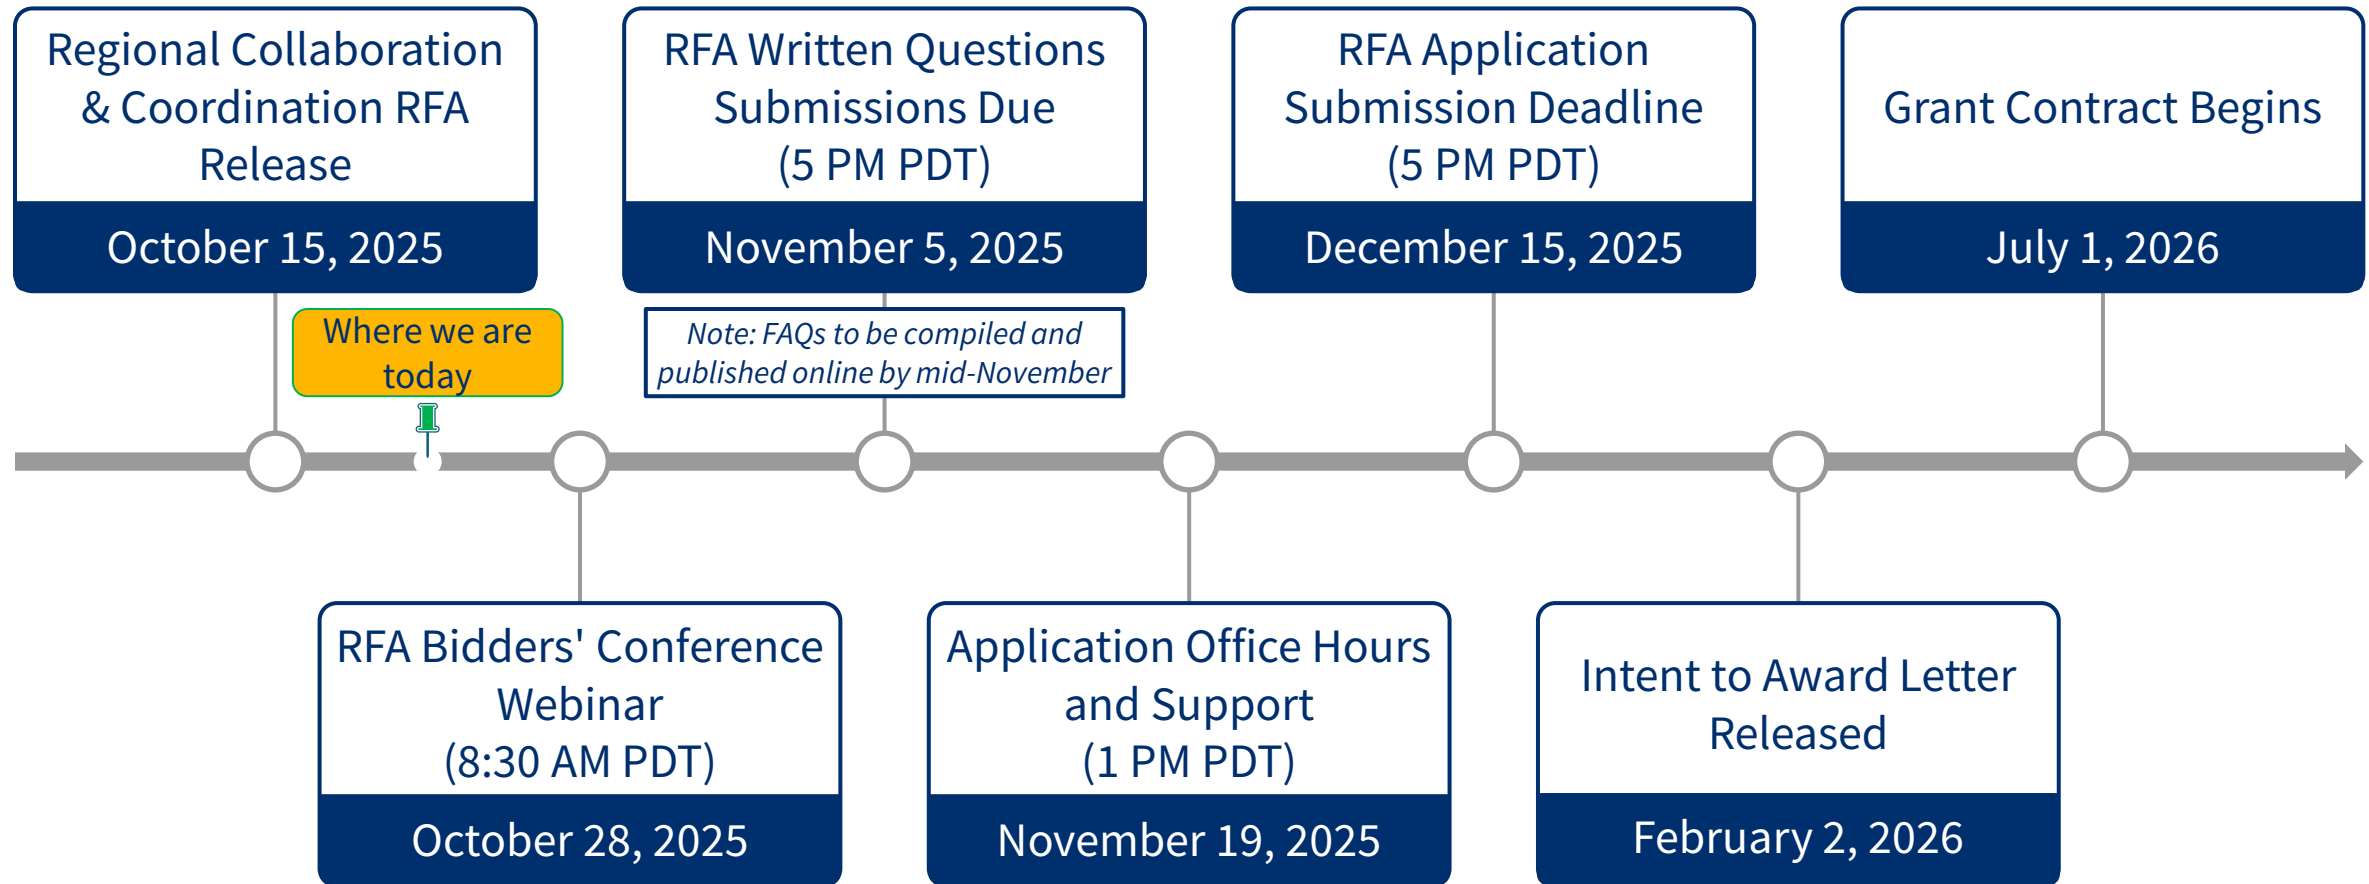 Regional Collaboration
& Coordination RFA
Release
October 15, 2025
RFA Written Questions
Submissions Due
(5 PM PDT)
November 5, 2025
RFA Application
Submission Deadline
(5 PM PDT)
December 15, 2025
Grant Contract Begins
July 1, 2026
Where we are
today
Note: FAQs to be compiled and
published online by mid-November
RFA Bidders' Conference
Webinar
(8:30 AM PDT)
October 28, 2025
Application Office Hours
and Support
(1 PM PDT)
November 19, 2025
Intent to Award Letter
Released
February 2, 2026